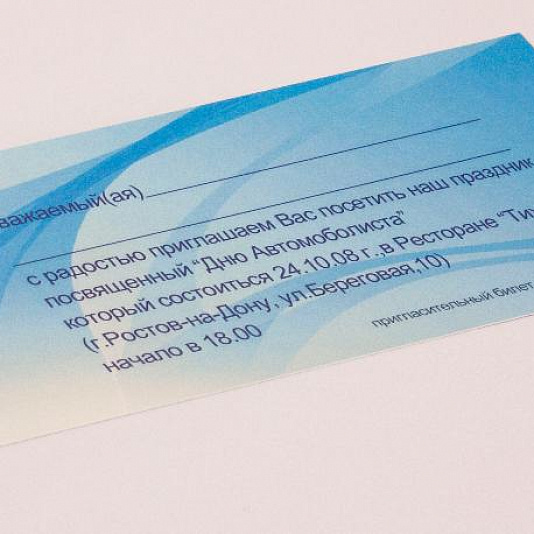 важаемый(ая)
с радостью приглашаем Вас посетить наш праздник
посвященный "Дню Автомоболиста"
который состоиться 24.10.08 г.,в Ресторане "Ти
(г.Ростов-на-Дону, ул.Береговая,10)
начало в 18.00
пригласительный билет